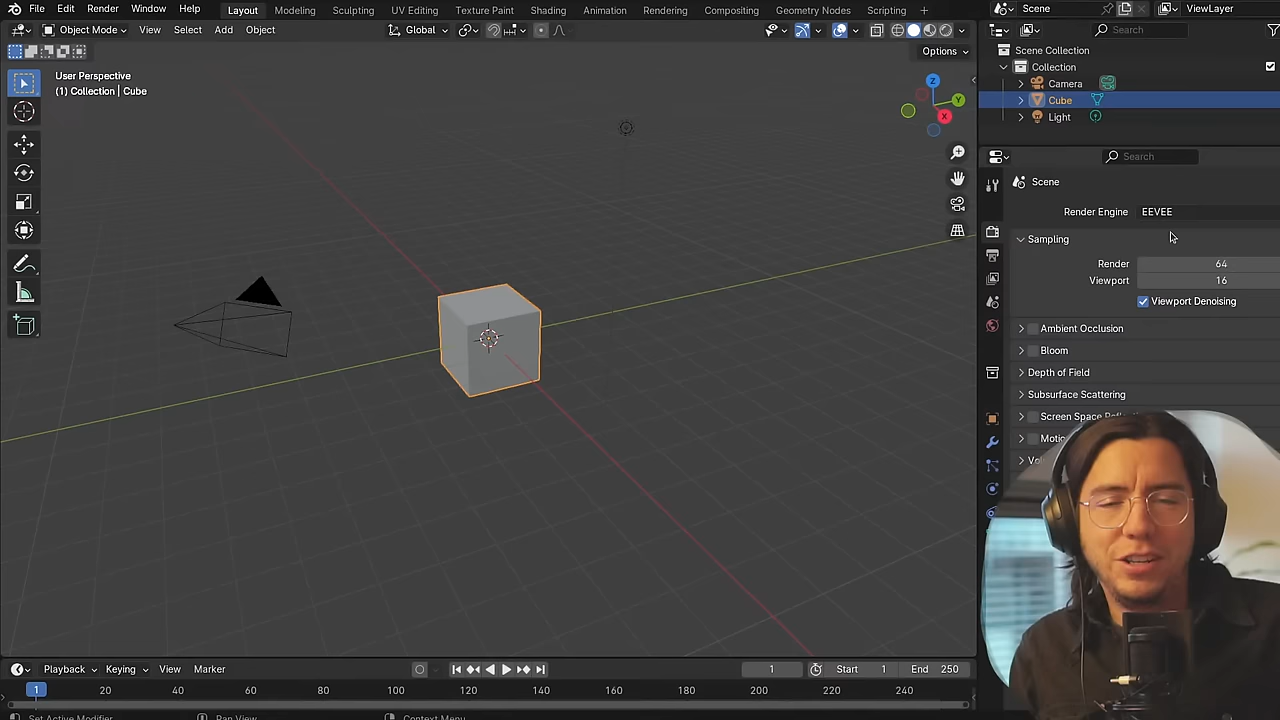 File Edit Render Window Help Layout Modeling Sculpting UV Editing Texture Paint Shading Animation Rendering Compositing Geometry Nodes Scripting + Scene ViewLayer
Object Mode View Select Add Object Global Search
Options
Scene Collection
Collection
Camera
Cube
Light
User Perspective
(1) Collection | Cube
Z
Y
X
Search
Scene
Render Engine EEVEE
Sampling
Render 64
Viewport 16
Viewport Denoising
Ambient Occlusion
Bloom
Depth of Field
Subsurface Scattering
Screen Space
Playback Keying View Marker 1 Start 1 End 250
1 20 40 60 80 100 120 140 160 180 200 220 240
Set Active Modifier Pan View Context Menu